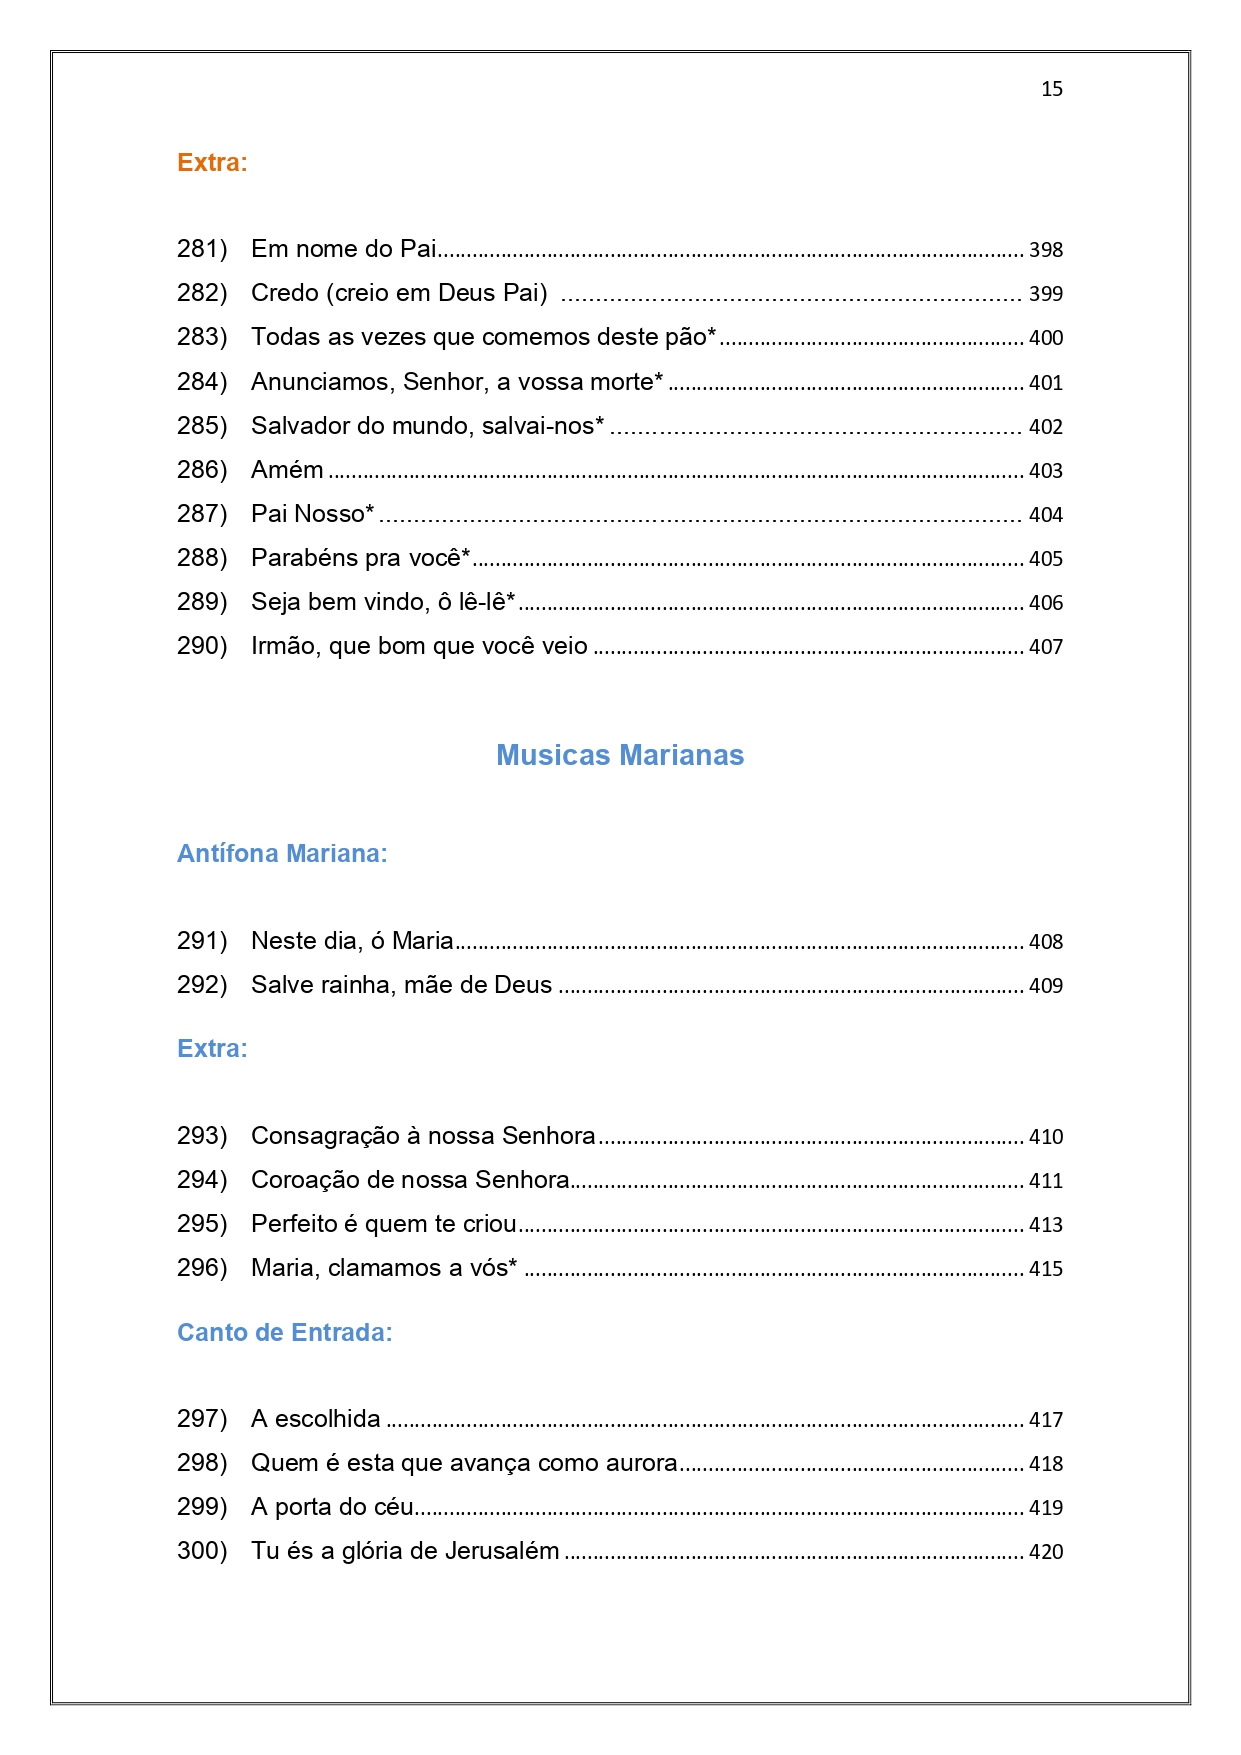 15
Extra:
281) Em nome do Pai........................................................................................................ 398
282) Credo (creio em Deus Pai) .................................................................. 399
283) Todas as vezes que comemos deste pão*..................................................... 400
284) Anunciamos, Senhor, a vossa morte* .............................................................. 401
285) Salvador do mundo, salvai-nos* ........................................................... 402
286) Amém ......................................................................................................................... 403
287) Pai Nosso* ............................................................................................ 404
288) Parabéns pra você*................................................................................................ 405
289) Seja bem vindo, ô lê-lê*........................................................................................ 406
290) Irmão, que bom que você veio ........................................................................... 407
Musicas Marianas
Antífona Mariana:
291) Neste dia, ó Maria................................................................................................... 408
292) Salve rainha, mãe de Deus ................................................................................. 409
Extra:
293) Consagração à nossa Senhora.......................................................................... 410
294) Coroação de nossa Senhora............................................................................... 411
295) Perfeito é quem te criou........................................................................................ 413
296) Maria, clamamos a vós* ....................................................................................... 415
Canto de Entrada:
297) A escolhida ............................................................................................................... 417
298) Quem é esta que avança como aurora............................................................ 418
299) A porta do céu.......................................................................................................... 419
300) Tu és a glória de Jerusalém ................................................................................ 420